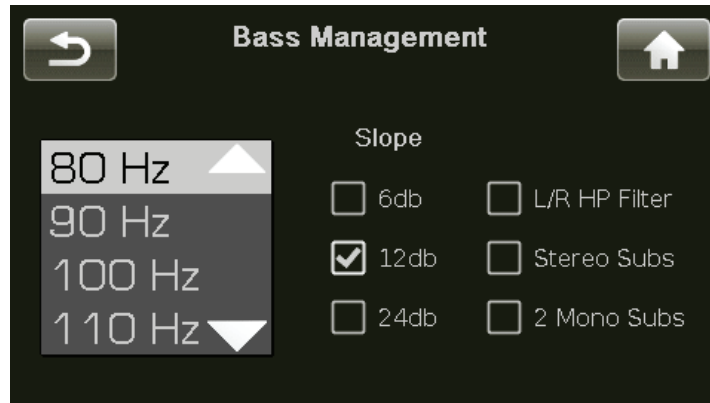 Bass Management
Slope
80 Hz
90 Hz
100 Hz
110 Hz
6db
12db
24db
L/R HP Filter
Stereo Subs
2 Mono Subs